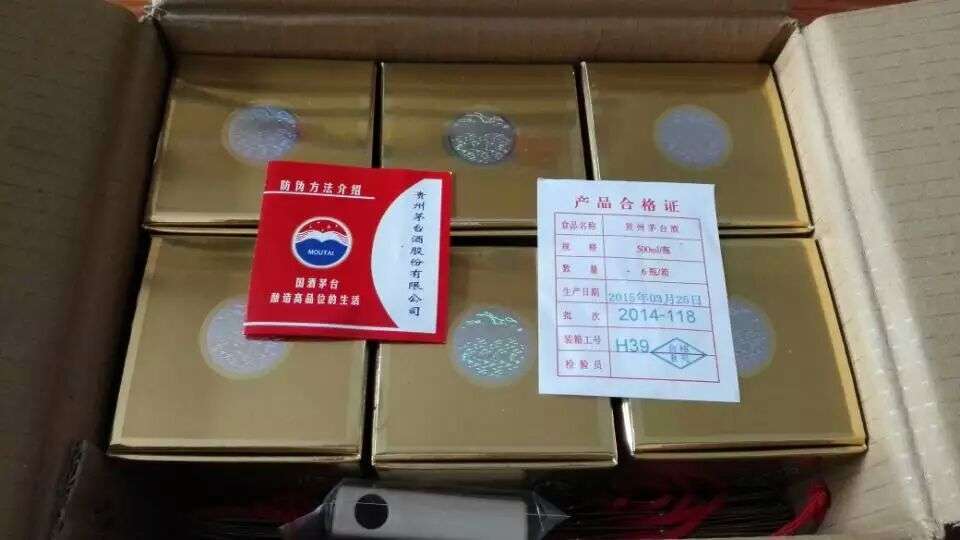 防伪方法介绍
MOUTAI
国酒茅台
酿造高品位的生活
贵州茅台酒股份有限公司
产品合格证
食品名称 贵州茅台酒
规格 500ml/瓶
数量 6瓶/箱
生产日期 2015年03月26日
批次 2014-118
装箱工号 H39
检验员